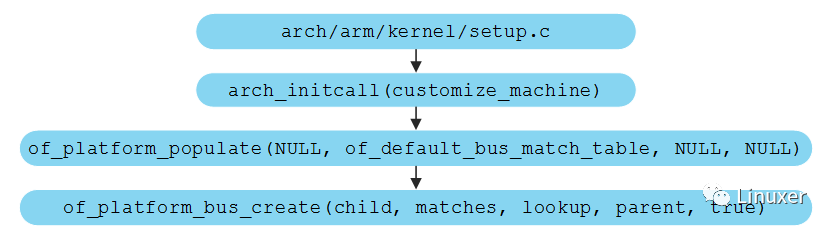 arch/arm/kernel/setup.c
arch_initcall(customize_machine)
of_platform_populate(NULL, of_default_bus_match_table, NULL, NULL)
of_platform_bus_create(child, matches, lookup, parent, true)
Linuxer